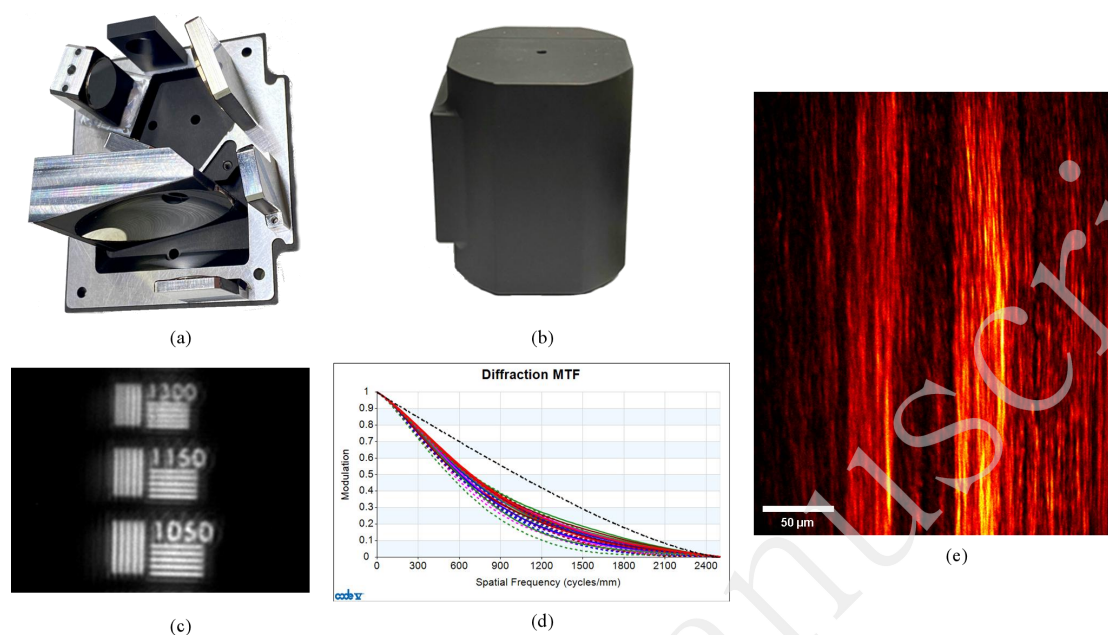 (a)
(b)
1300
1150
1050
(c)
Diffraction MTF
1
0.9
0.8
0.7
0.6
0.5
0.4
0.3
0.2
0.1
0
Modulation
0
300
600
900
1200
1500
1800
2100
2400
Spatial Frequency (cycles/mm)
code V
(d)
50 µm
(e)
anuscri